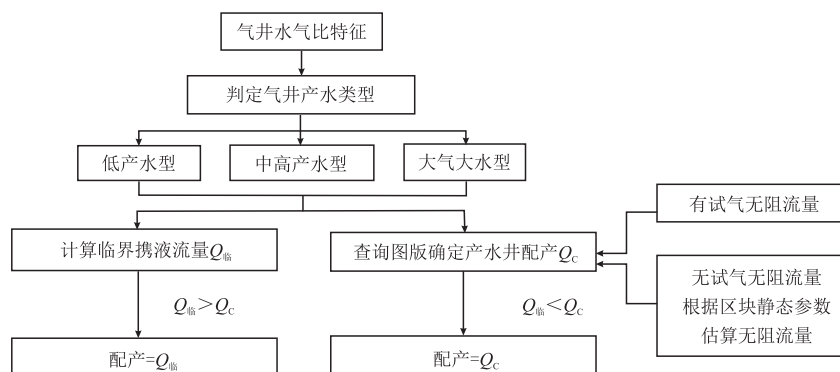 气井水气比特征
判定气井产水类型
低产水型
中高产水型
大气大水型
有试气无阻流量
计算临界携液流量Q临
查询图版确定产水井配产QC
无试气无阻流量
根据区块静态参数
估算无阻流量
Q临>QC
Q临<QC
配产=Q临
配产=QC